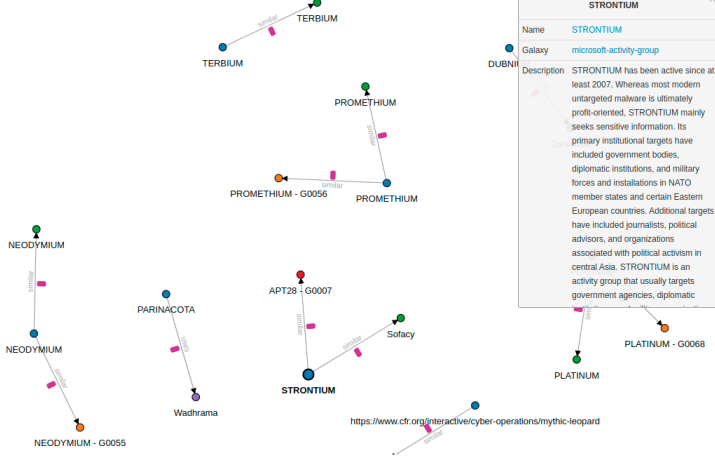 STRONTIUM
Name STRONTIUM
Galaxy microsoft-activity-group
Description STRONTIUM has been active since at
least 2007. Whereas most modern
untargeted malware is ultimately
profit-oriented, STRONTIUM mainly
seeks sensitive information. Its
primary institutional targets have
included government bodies,
diplomatic institutions, and military
forces and installations in NATO
member states and certain Eastern
European countries. Additional targets
have included journalists, political
advisors, and organizations
associated with political activism in
central Asia. STRONTIUM is an
activity group that usually targets
government agencies, diplomatic
similar
TERBIUM
TERBIUM
PROMETHIUM
similar
similar
PROMETHIUM - G0056
PROMETHIUM
NEODYMIUM
similar
NEODYMIUM
similar
NEODYMIUM - G0055
PARINACOTA
uses
Wadhrama
APT28 - G0007
similar
similar
Sofacy
STRONTIUM
PLATINUM - G0068
PLATINUM
https://www.cfr.org/interactive/cyber-operations/mythic-leopard
similar